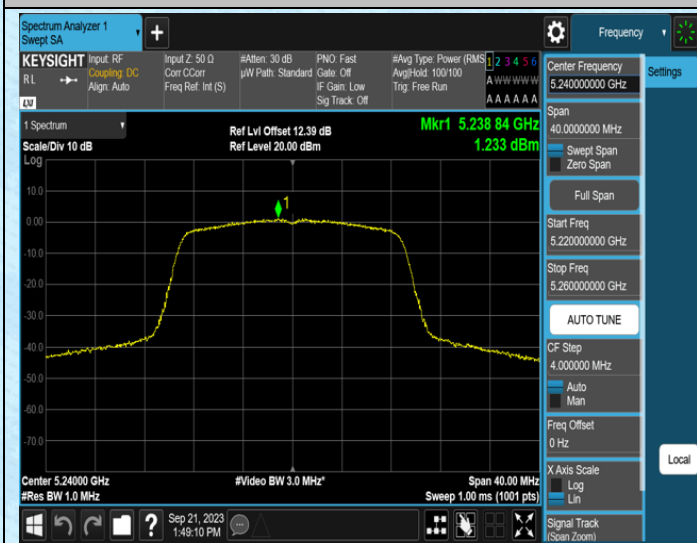 Spectrum Analyzer 1
Swept SA
Frequency
KEYSIGHT
RL
LXI
Input: RF
Coupling: DC
Align: Auto
Input Z: 50 Ω
Corr CCorr
Freq Ref: Int (S)
#Atten: 30 dB
µW Path: Standard
PNO: Fast
Gate: Off
IF Gain: Low
Sig Track: Off
#Avg Type: Power (RMS
Avg|Hold: 100/100
Trig: Free Run
1 2 3 4 5 6
A W W W W W
A A A A A A
Center Frequency
5.240000000 GHz
Settings
Span
40.0000000 MHz
Swept Span
Zero Span
Full Span
Start Freq
5.220000000 GHz
Stop Freq
5.260000000 GHz
AUTO TUNE
CF Step
4.000000 MHz
Auto
Man
Freq Offset
0 Hz
X Axis Scale
Log
Lin
Signal Track
(Span Zoom)
Local
1 Spectrum
Scale/Div 10 dB
Log
Ref Lvl Offset 12.39 dB
Ref Level 20.00 dBm
Mkr1 5.238 84 GHz
1.233 dBm
1
10.0
0.00
-10.0
-20.0
-30.0
-40.0
-50.0
-60.0
-70.0
Center 5.24000 GHz
#Res BW 1.0 MHz
#Video BW 3.0 MHz*
Span 40.00 MHz
Sweep 1.00 ms (1001 pts)
?
Sep 21, 2023
1:49:10 PM